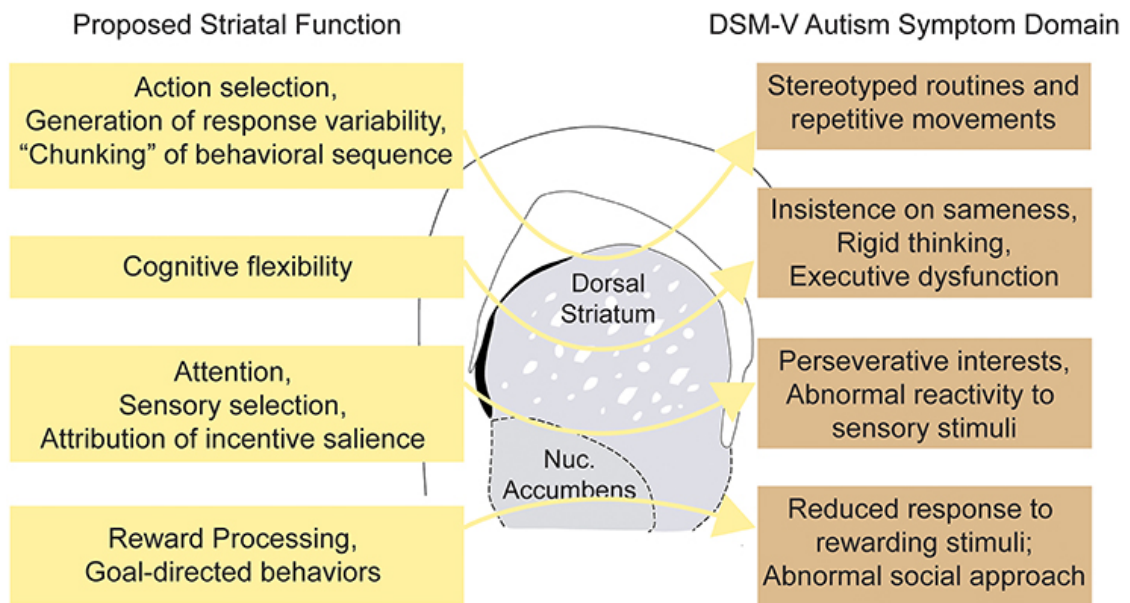 Proposed Striatal Function
DSM-V Autism Symptom Domain
Action selection,
Generation of response variability,
“Chunking” of behavioral sequence
Stereotyped routines and
repetitive movements
Cognitive flexibility
Insistence on sameness,
Rigid thinking,
Executive dysfunction
Dorsal
Striatum
Attention,
Sensory selection,
Attribution of incentive salience
Perseverative interests,
Abnormal reactivity to
sensory stimuli
Nuc.
Accumbens
Reward Processing,
Goal-directed behaviors
Reduced response to
rewarding stimuli;
Abnormal social approach